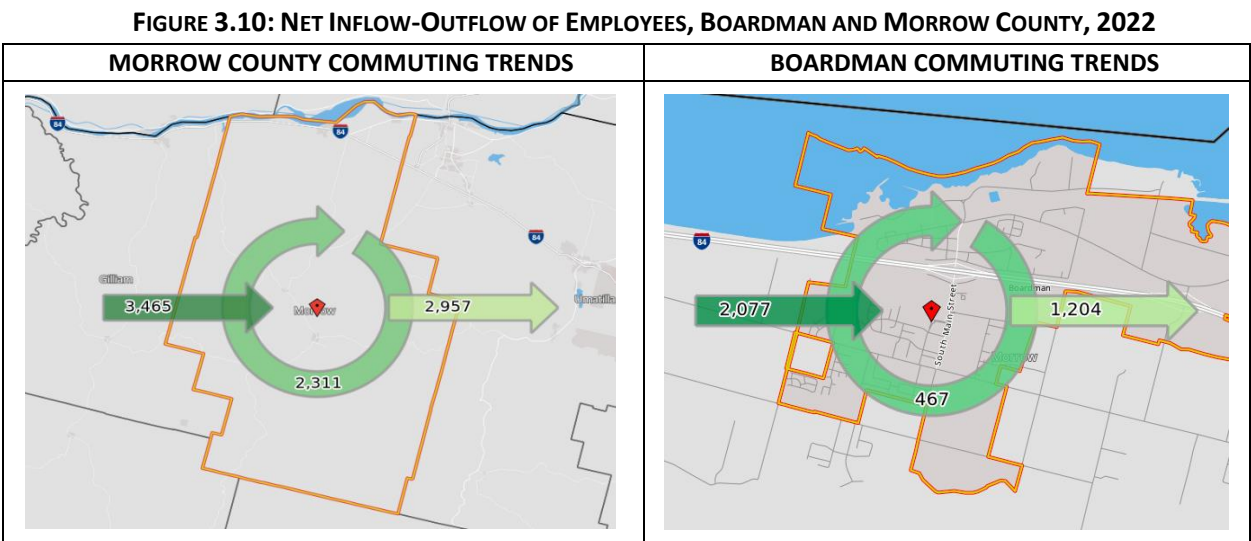 FIGURE 3.10: NET INFLOW-OUTFLOW OF EMPLOYEES, BOARDMAN AND MORROW COUNTY, 2022
MORROW COUNTY COMMUTING TRENDS
BOARDMAN COMMUTING TRENDS
84
84
84
Gilliam
3,465
Morrow
2,957
Umatilla
2,311
84
Boardman
2,077
South Main Street
1,204
Morrow
467